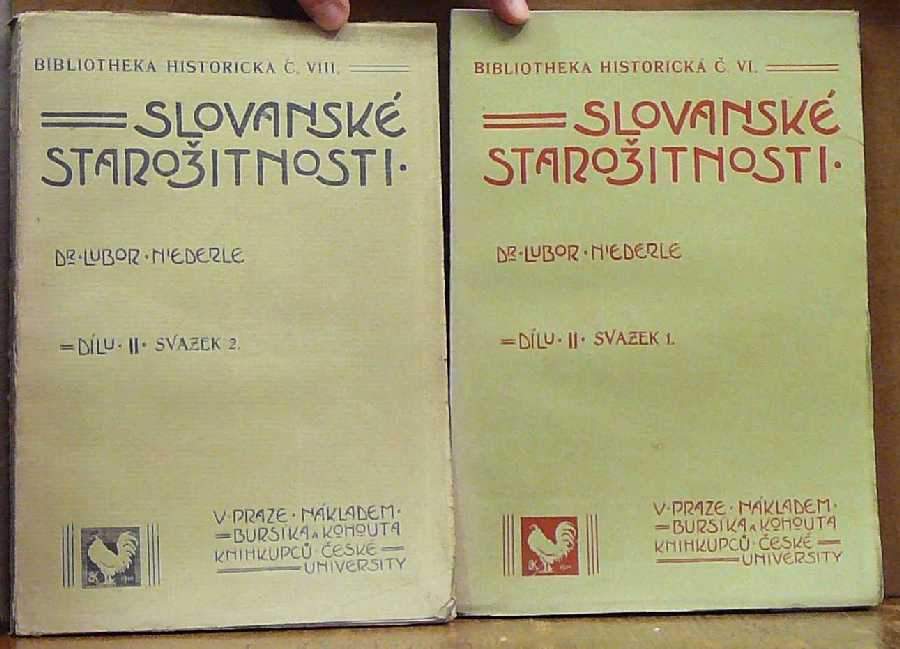 BIBLIOTHEKA HISTORICKA Č. VIII.
SLOVANSKÉ
STAROŽITNOSTI·
DR·LUBOR·NIEDERLE
DÍLU·II·SVAZEK 2.
V·PRAZE·NÁKLADEM·
BURSÍKA A KOHOUTA
KNIHKUPCŮ·ČESKÉ
UNIVERSITY
BIBLIOTHEKA HISTORICKÁ Č. VI.
SLOVANSKÉ
STAROŽITNOSTI·
DR·LUBOR·NIEDERLE
DÍLU·II·SVAZEK 1.
V·PRAZE·NÁKLADEM·
BURSÍKA A KOHOUTA
KNIHKUPCŮ·ČESKÉ
UNIVERSITY